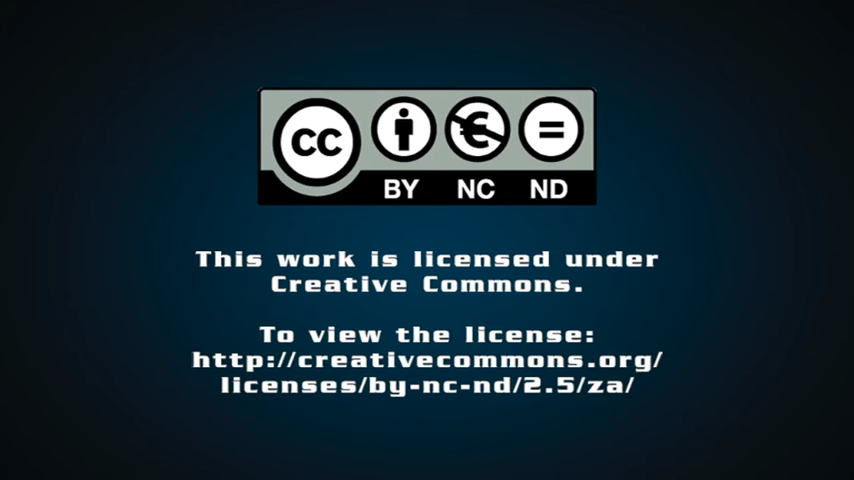 CC
BY NC ND
This work is licensed under
Creative Commons.
To view the license:
http://creativecommons.org/
licenses/by-nc-nd/2.5/za/